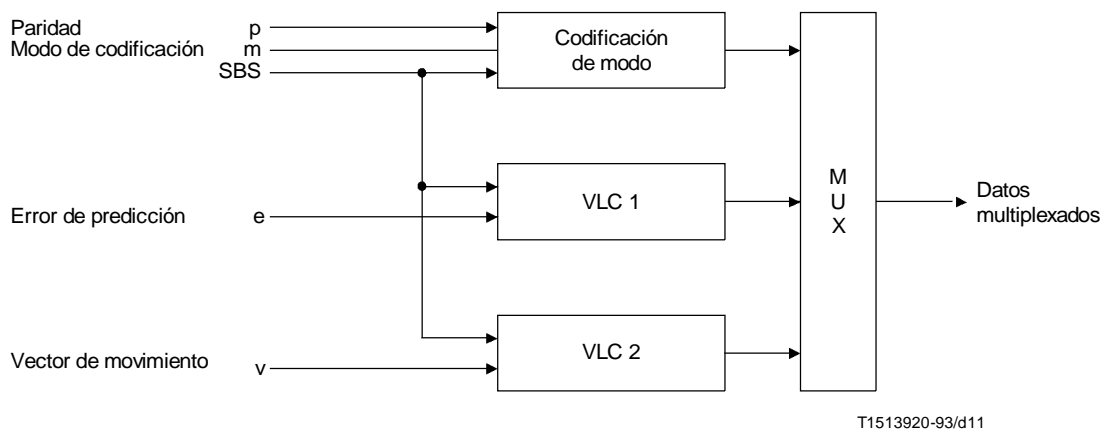 Paridad p
Modo de codificación m
SBS
Codificación
de modo
Error de predicción e
VLC 1
Vector de movimiento v
VLC 2
M
U
X
Datos
multiplexados
T1513920-93/d11